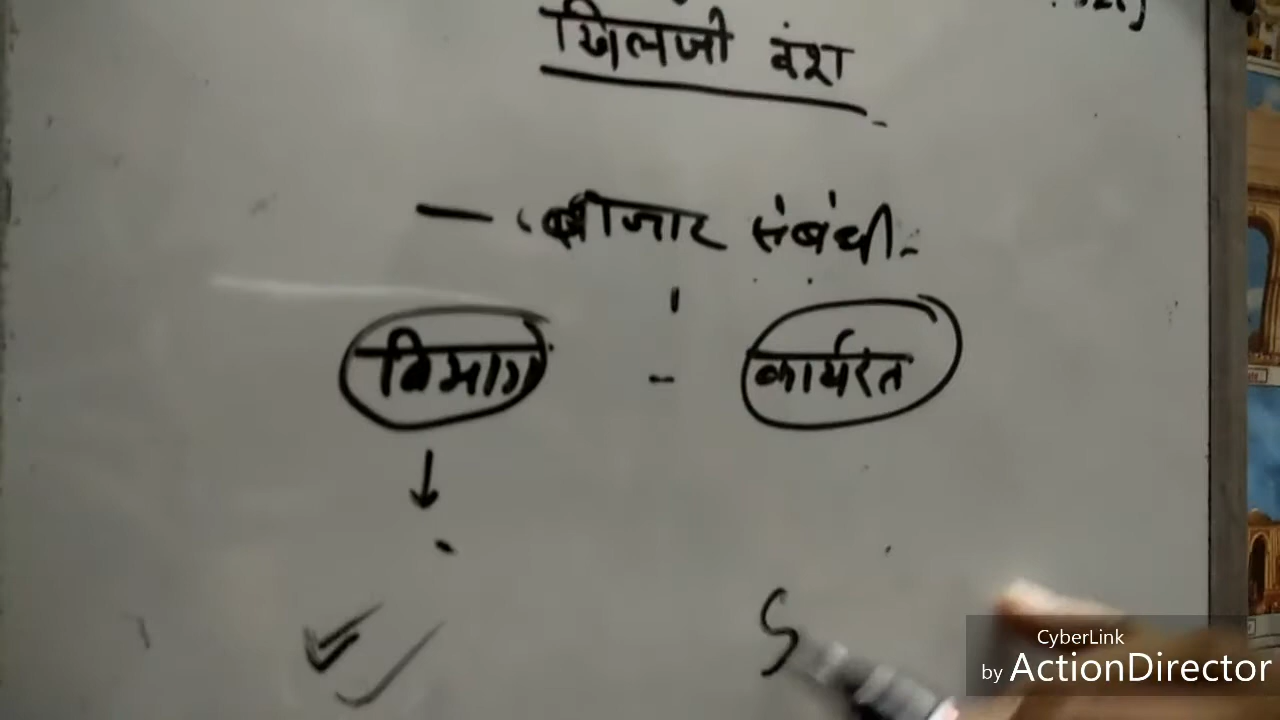 खिलजी वंश
— बाजार संबंधी -
विभाग - कार्यरत
CyberLink
by ActionDirector